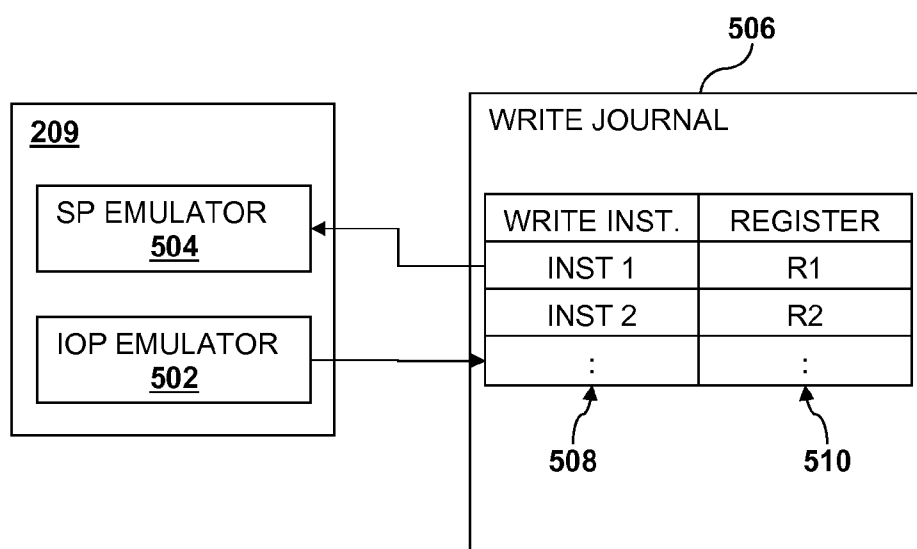 506
WRITE JOURNAL
209
SP EMULATOR
504
IOP EMULATOR
502
WRITE INST. REGISTER
INST 1 R1
INST 2 R2
: :
508 510